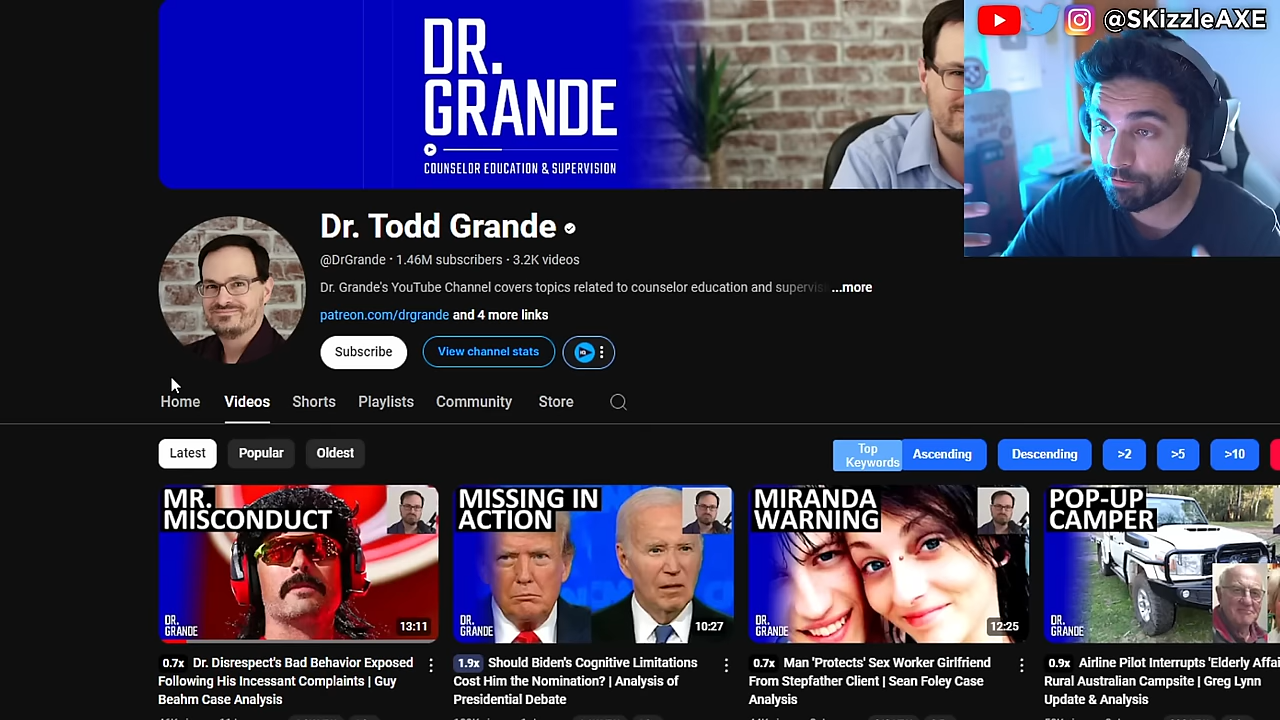 @SKizzleAXE
DR.
GRANDE
COUNSELOR EDUCATION & SUPERVISION
Dr. Todd Grande
@DrGrande · 1.46M subscribers · 3.2K videos
Dr. Grande's YouTube Channel covers topics related to counselor education and supervis ...more
patreon.com/drgrande and 4 more links
Subscribe
View channel stats
Home Videos Shorts Playlists Community Store
Latest Popular Oldest
Top Keywords Ascending Descending >2 >5 >10
MR.
MISCONDUCT
DR.
GRANDE
13:11
MISSING IN
ACTION
DR.
GRANDE
10:27
MIRANDA
WARNING
DR.
GRANDE
12:25
POP-UP
CAMPER
DR.
GRANDE
0.7x Dr. Disrespect's Bad Behavior Exposed
Following His Incessant Complaints | Guy
Beahm Case Analysis
1.9x Should Biden's Cognitive Limitations
Cost Him the Nomination? | Analysis of
Presidential Debate
0.7x Man 'Protects' Sex Worker Girlfriend
From Stepfather Client | Sean Foley Case
Analysis
0.9x Airline Pilot Interrupts 'Elderly Affai
Rural Australian Campsite | Greg Lynn
Update & Analysis